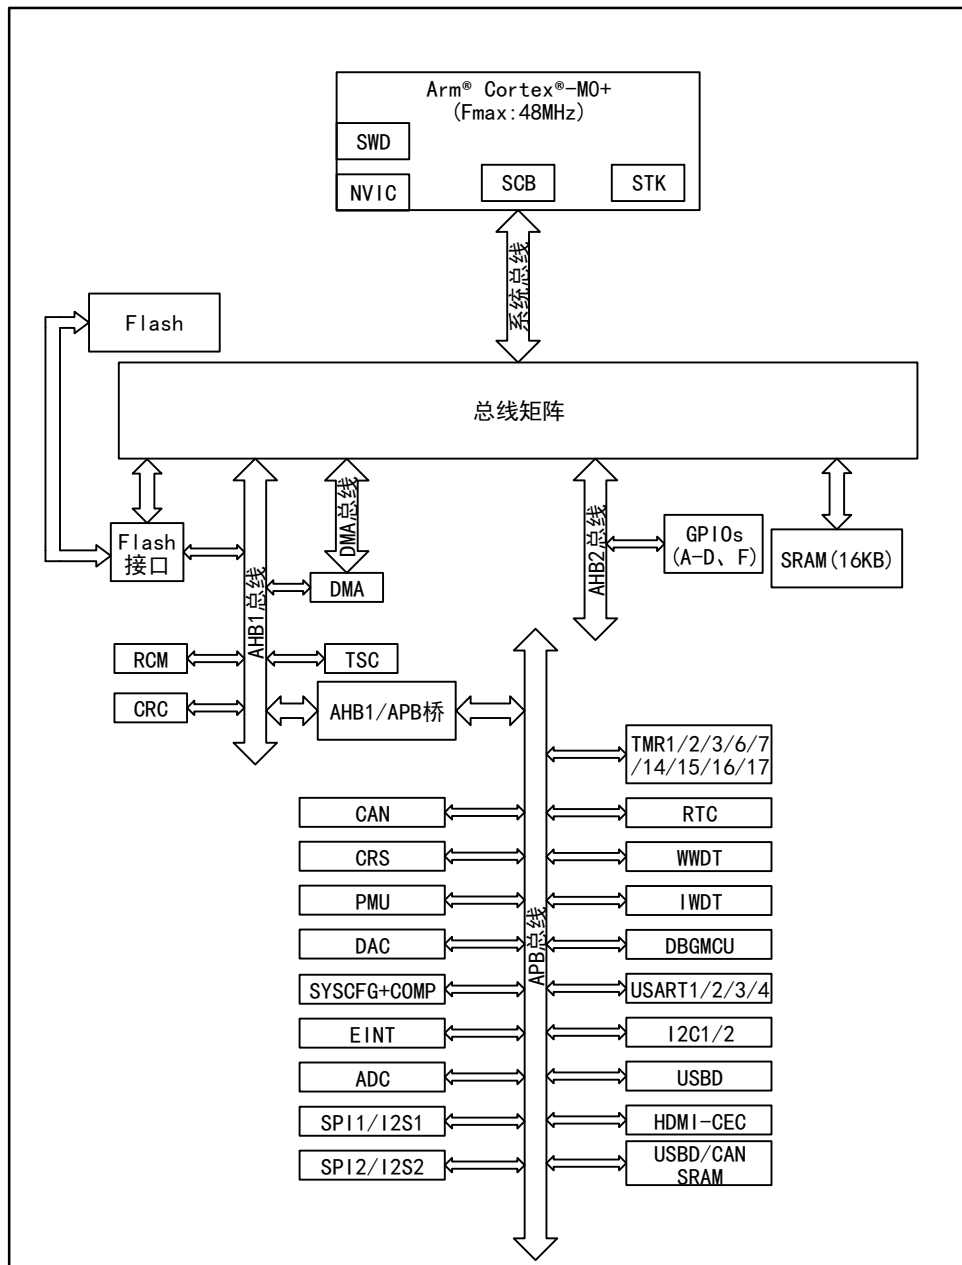 Arm® Cortex®-M0+
(Fmax:48MHz)
SWD
NVIC
SCB
STK
系统总线
Flash
总线矩阵
Flash
接口
AHB1总线
DMA总线
DMA
AHB2总线
GPIOs
(A-D、F)
SRAM(16KB)
RCM
TSC
CRC
AHB1/APB桥
APB总线
TMR1/2/3/6/7
/14/15/16/17
CAN
RTC
CRS
WWDT
PMU
IWDT
DAC
DBGMCU
SYSCFG+COMP
USART1/2/3/4
EINT
I2C1/2
ADC
USBD
SPI1/I2S1
HDMI-CEC
SPI2/I2S2
USBD/CAN
SRAM